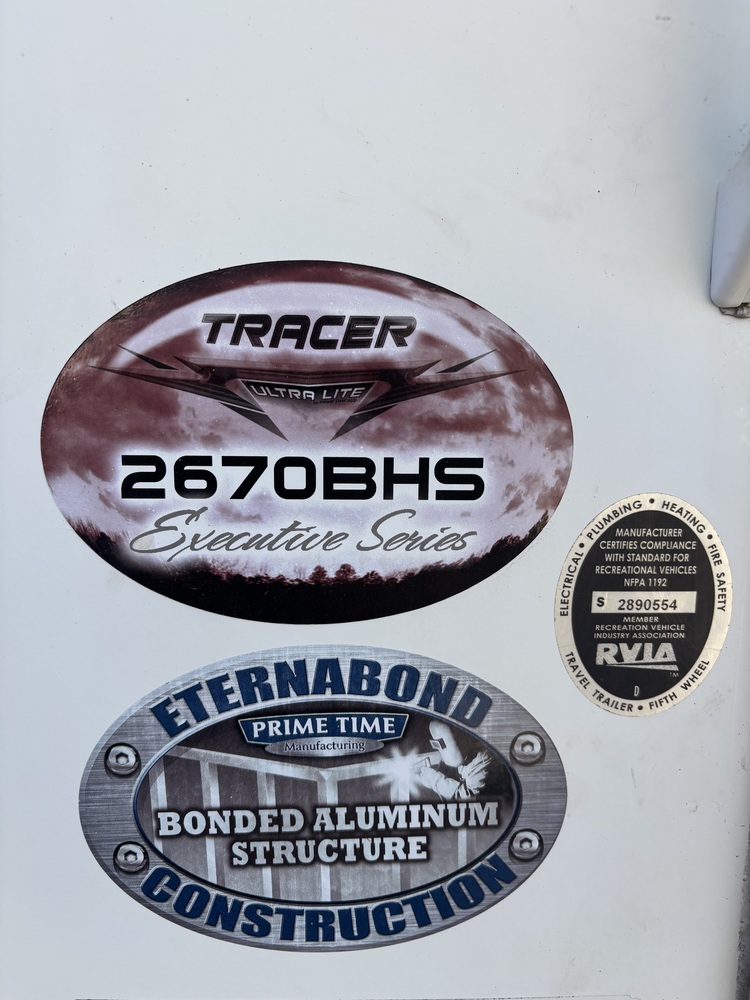 TRACER
ULTRA LITE
2670BHS
Executive Series
ELECTRICAL • PLUMBING • HEATING • FIRE SAFETY
MANUFACTURER
CERTIFIES COMPLIANCE
WITH STANDARD FOR
RECREATIONAL VEHICLES
NFPA 1192
S 2890554
MEMBER
RECREATION VEHICLE
INDUSTRY ASSOCIATION
RVIA
TM
D
TRAVEL TRAILER • FIFTH WHEEL
ETERNABOND
PRIME TIME
Manufacturing
BONDED ALUMINUM
STRUCTURE
CONSTRUCTION